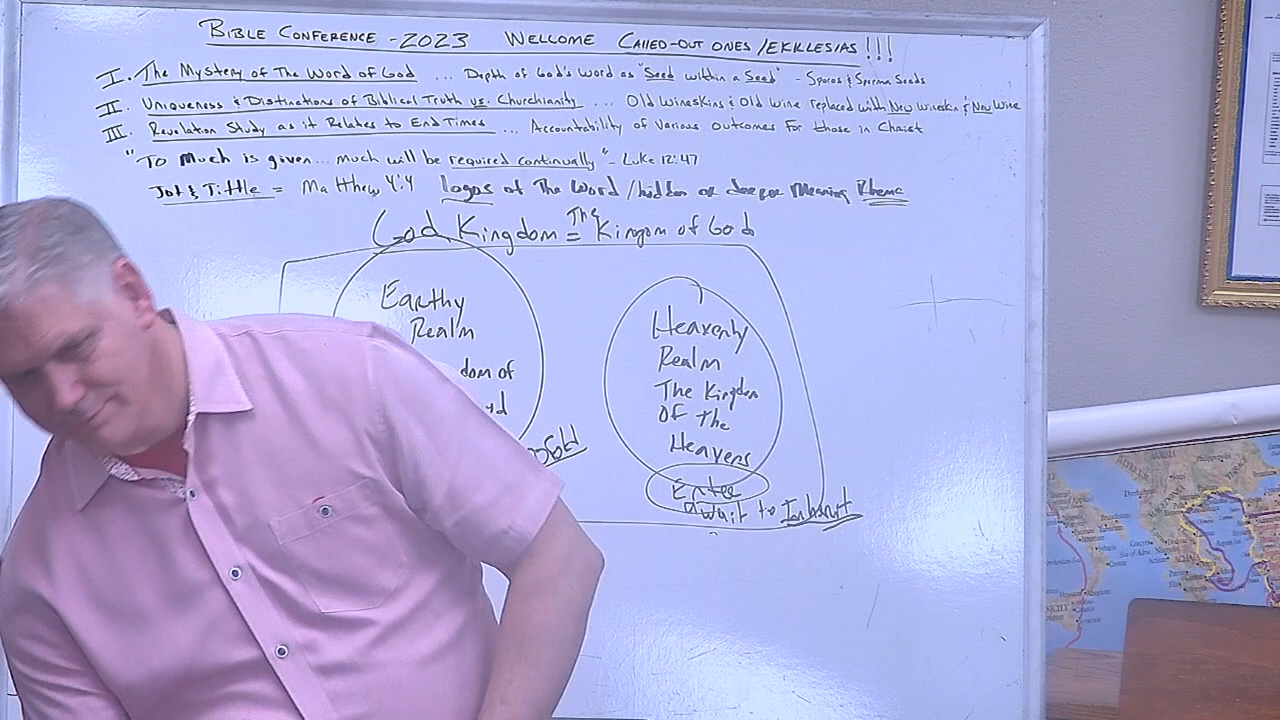 BIBLE CONFERENCE - 2023 WELLCOME CALLED-OUT ONES / EKKLESIAS!!!
I. The Mystery of The Word of God ... Depth of God's Word as "Seed within a Seed" - Sporos & Sperma Seeds
II. Uniqueness & Distinctions of Biblical Truth vs. Churchianity ... Old Wineskins & Old Wine replaced with New Wineskin & New Wine
III. Revelation Study as it Relates to End Times ... Accountability of Various Outcomes For those in Christ
"To Much is given... much will be required continually" - Luke 12:47
Jot & Tittle = Matthew 4:4 logos of The Word / hidden or deeper Meaning Rhema
God Kingdom = The Kingom of God
Earthy
Realm
dom of
Heavenly
Realm
The Kingdom
Of the
Heavens
await to Inherit